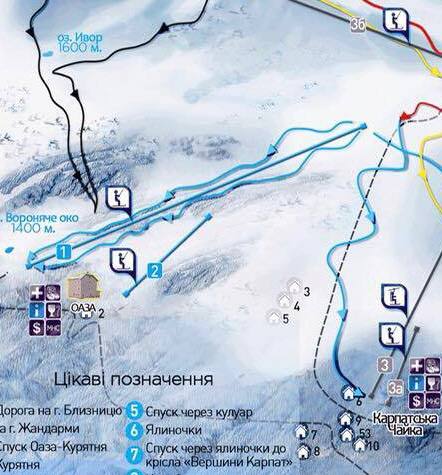 3б
оз. Ивор
1600 м.
. Вороняче око
1400 м.
1
2
$ МНС
ОАЗА
2
3
4
5
3
3а
$ МНС
Карпатська
Чайка
6
9
7
53
8
10
Цікаві позначення
Дорога на г. Близницю
а г. Жандарми
Спуск Оаза-Курятня
Курятня
5 Спуск через кулуар
6 Ялиночки
7 Спуск через ялиночки до
крісла «Вершини Карпат»